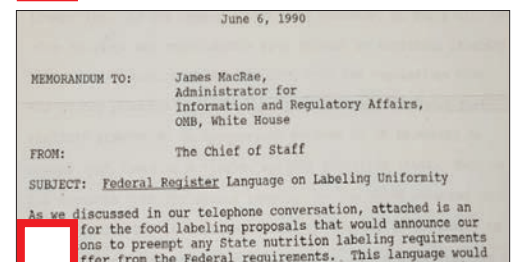 June 6, 1990
MEMORANDUM TO: James MacRae,
Administrator for
Information and Regulatory Affairs,
OMB, White House
FROM: The Chief of Staff
SUBJECT: Federal Register Language on Labeling Uniformity
As we discussed in our telephone conversation, attached is an
for the food labeling proposals that would announce our
ons to preempt any State nutrition labeling requirements
ffer from the Federal requirements. This language would